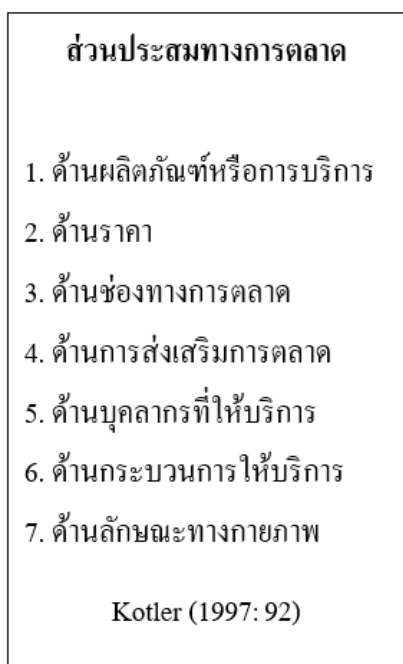 ส่วนประสมทางการตลาด
1. ด้านผลิตภัณฑ์หรือการบริการ
2. ด้านราคา
3. ด้านช่องทางการตลาด
4. ด้านการส่งเสริมการตลาด
5. ด้านบุคลากรที่ให้บริการ
6. ด้านกระบวนการให้บริการ
7. ด้านลักษณะทางกายภาพ
Kotler (1997: 92)